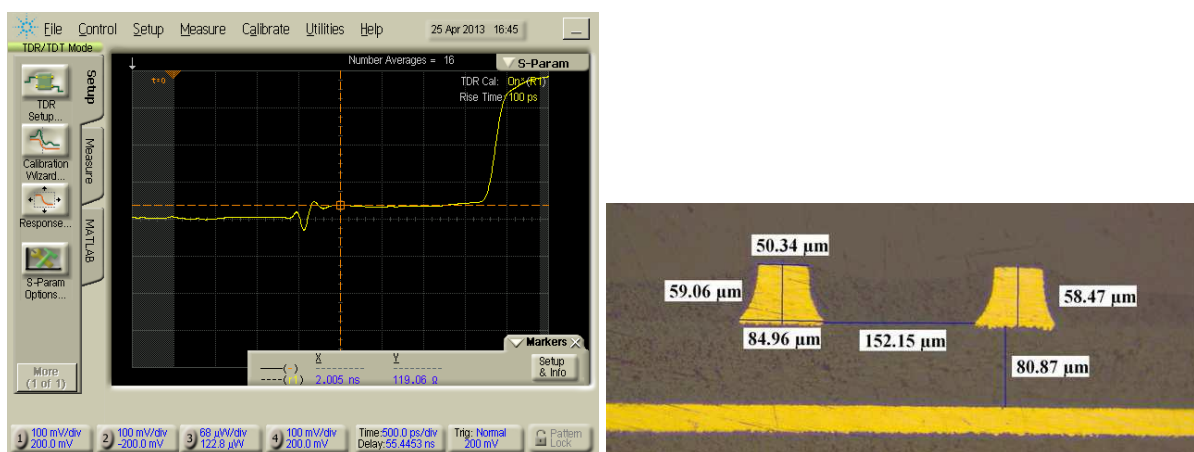 File Control Setup Measure Calibrate Utilities Help 25 Apr 2013 16:45
TDR/TDT Mode
Number Averages = 16
S-Param
t=0
TDR Cal: On*(R1)
Rise Time: 100 ps
Setup
Measure
MATLAB
TDR
Setup...
Calibration
Wizard...
Response...
S-Param
Options...
More
(1 of 1)
Markers
X Y
2.005 ns 119.06 Ω
Setup
& Info
1) 100 mV/div
200.0 mV
2) 100 mV/div
-200.0 mV
3) 68 µW/div
122.8 µW
4) 100 mV/div
200.0 mV
Time:500.0 ps/div
Delay:55.4453 ns
Trig: Normal
200 mV
Pattern
Lock
50.34 µm
59.06 µm
58.47 µm
84.96 µm
152.15 µm
80.87 µm